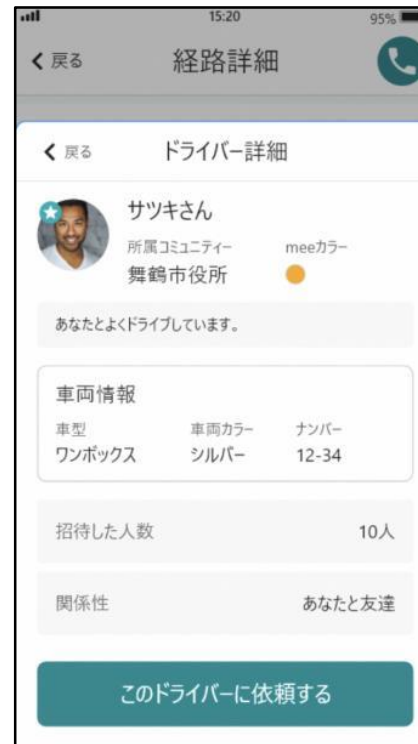 15:20 95%
戻る 経路詳細
戻る ドライバー詳細
サツキさん
所属コミュニティー meeカラー
舞鶴市役所
あなたとよくドライブしています。
車両情報
車型 車両カラー ナンバー
ワンボックス シルバー 12-34
招待した人数 10人
関係性 あなたと友達
このドライバーに依頼する